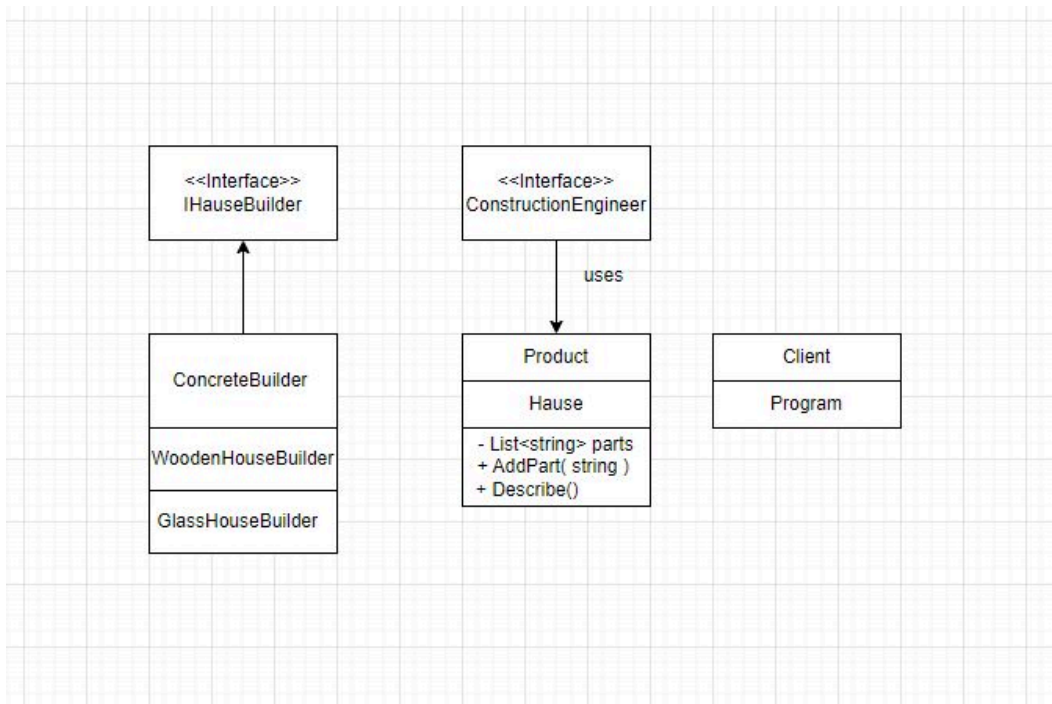 <<Interface>>
IHauseBuilder
<<Interface>>
ConstructionEngineer
uses
ConcreteBuilder
WoodenHouseBuilder
GlassHouseBuilder
Product
Hause
- List<string> parts
+ AddPart( string )
+ Describe()
Client
Program